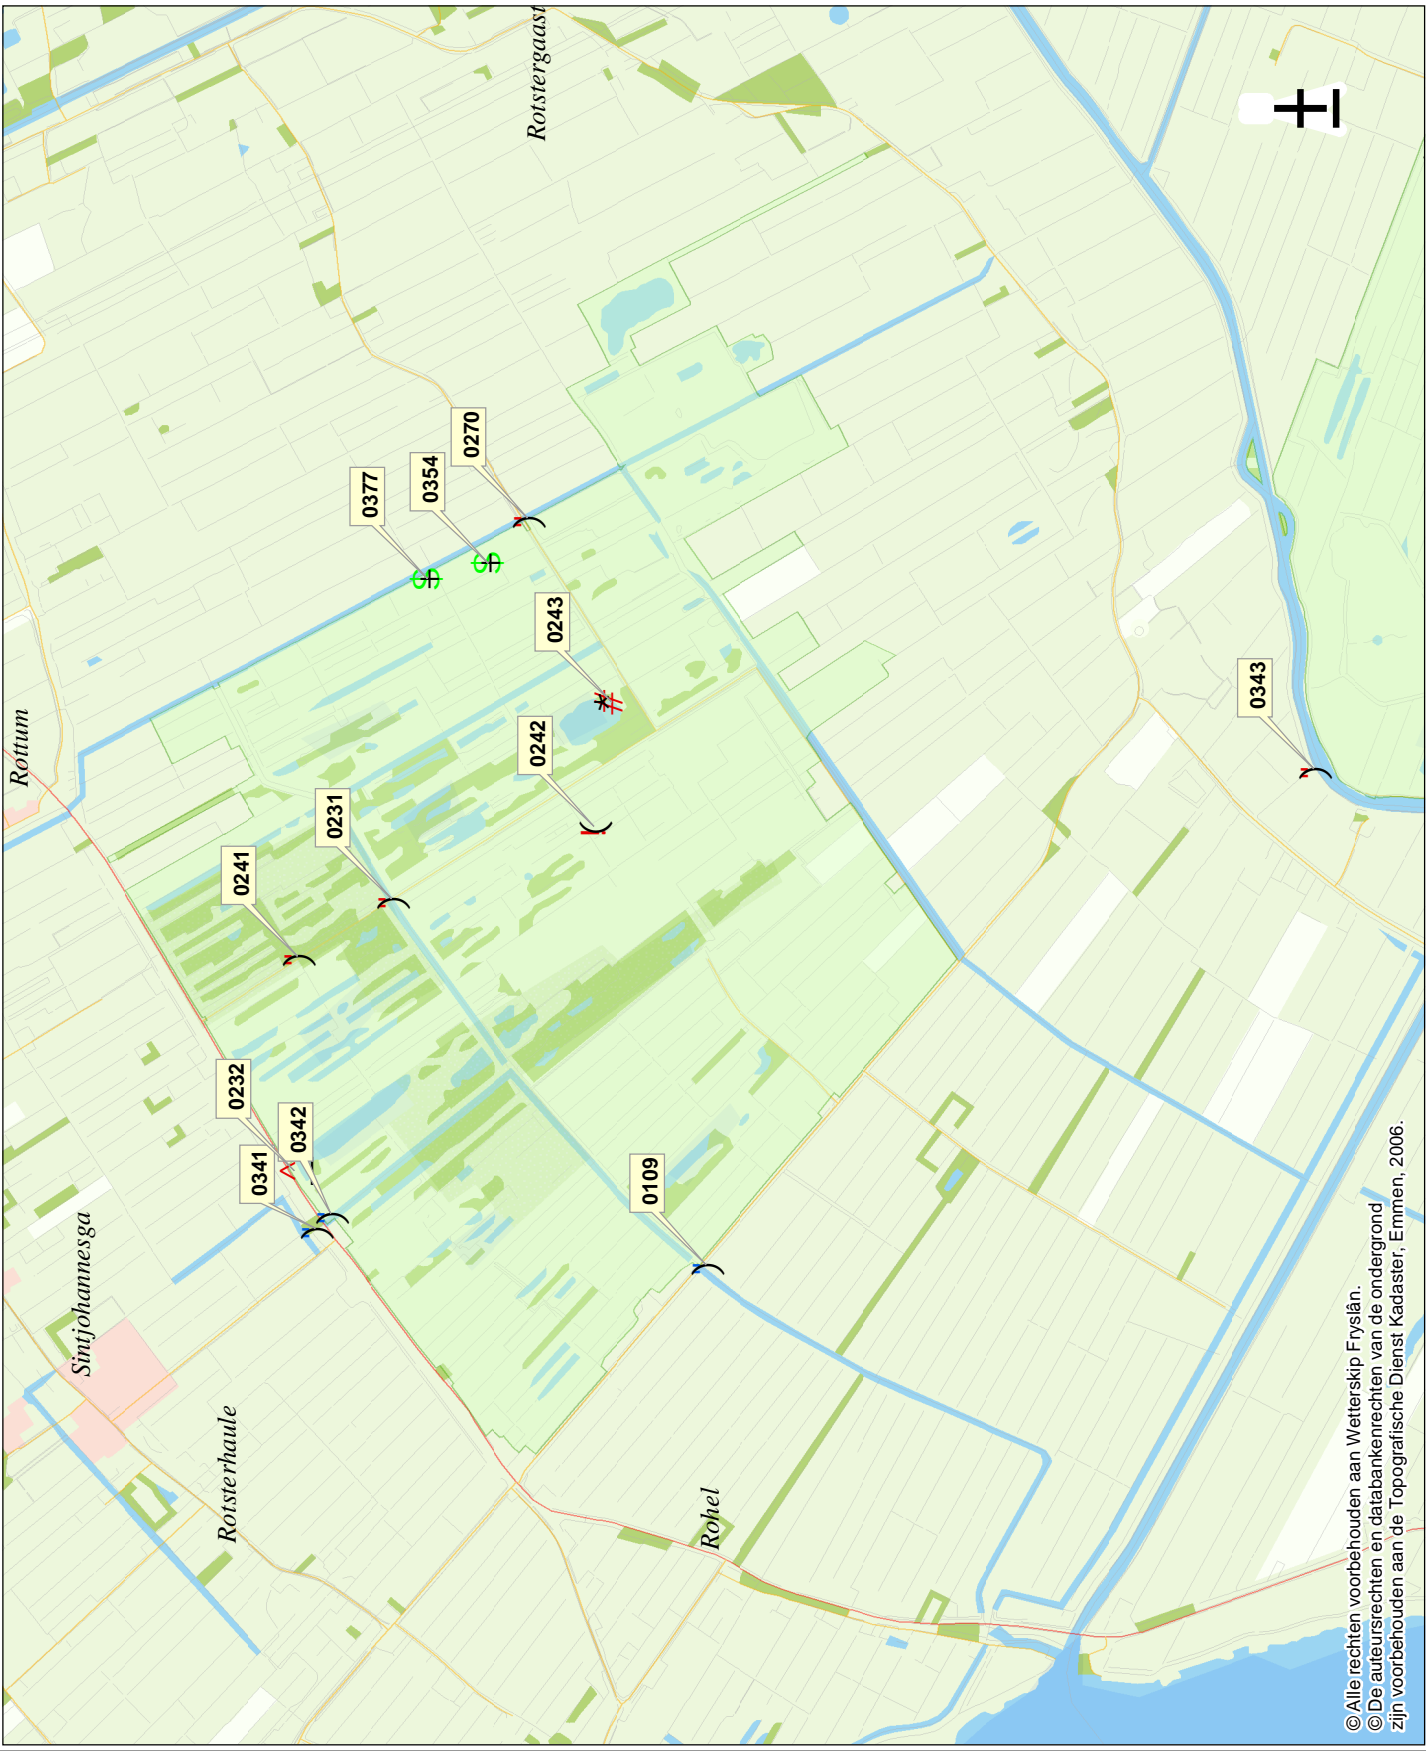 Sintjohannesga
Rottum
Rotsterhaule
Rotstergaast
Rohel
0341
0232
0342
0241
0231
0377
0354
0270
0242
0243
0109
0343
©Alle rechten voorbehouden aan Wetterskip Fryslân.
©De auteursrechten en databankenrechten van de ondergrond
zijn voorbehouden aan de Topografische Dienst Kadaster, Emmen, 2006.